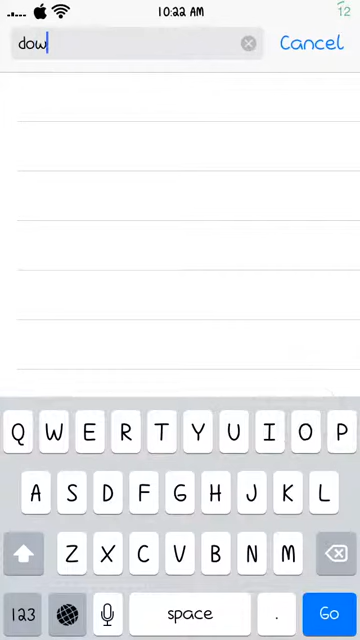 10:22 AM
12
dow
Cancel
Q W E R T Y U I O P
A S D F G H J K L
Z X C V B N M
123 space . Go